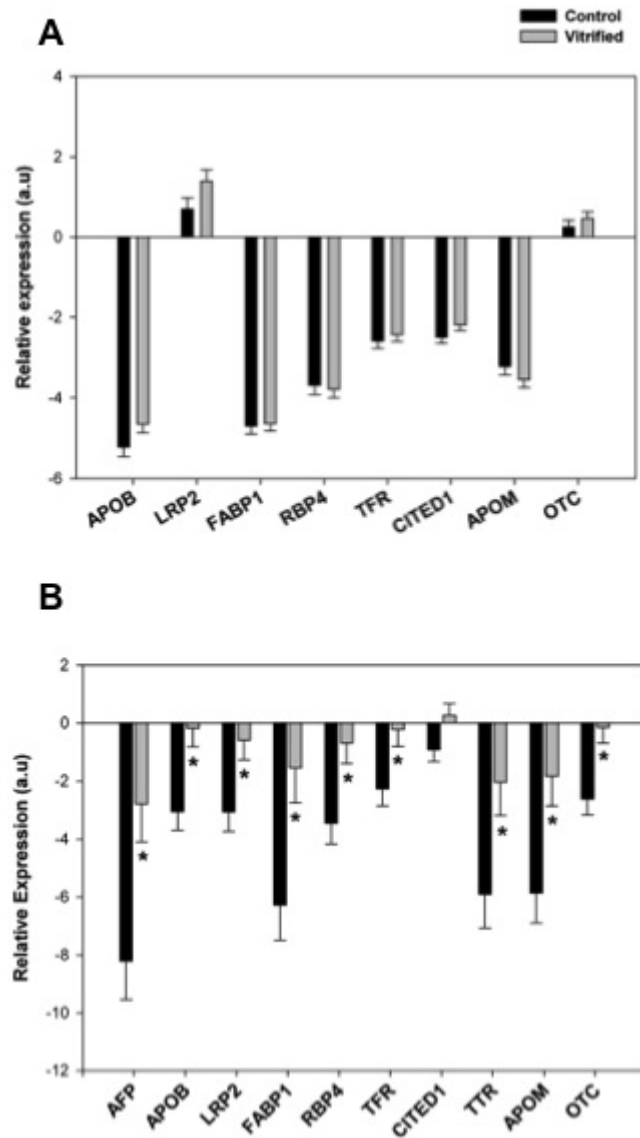 Control
Vitrified
A
Relative expression (a.u)
4
2
0
-2
-4
-6
APOB LRP2 FABP1 RBP4 TFR CITED1 APOM OTC
B
Relative Expression (a.u)
2
0
-2
-4
-6
-8
-10
-12
* * * * * * * * *
AFP APOB LRP2 FABP1 RBP4 TFR CITED1 TTR APOM OTC